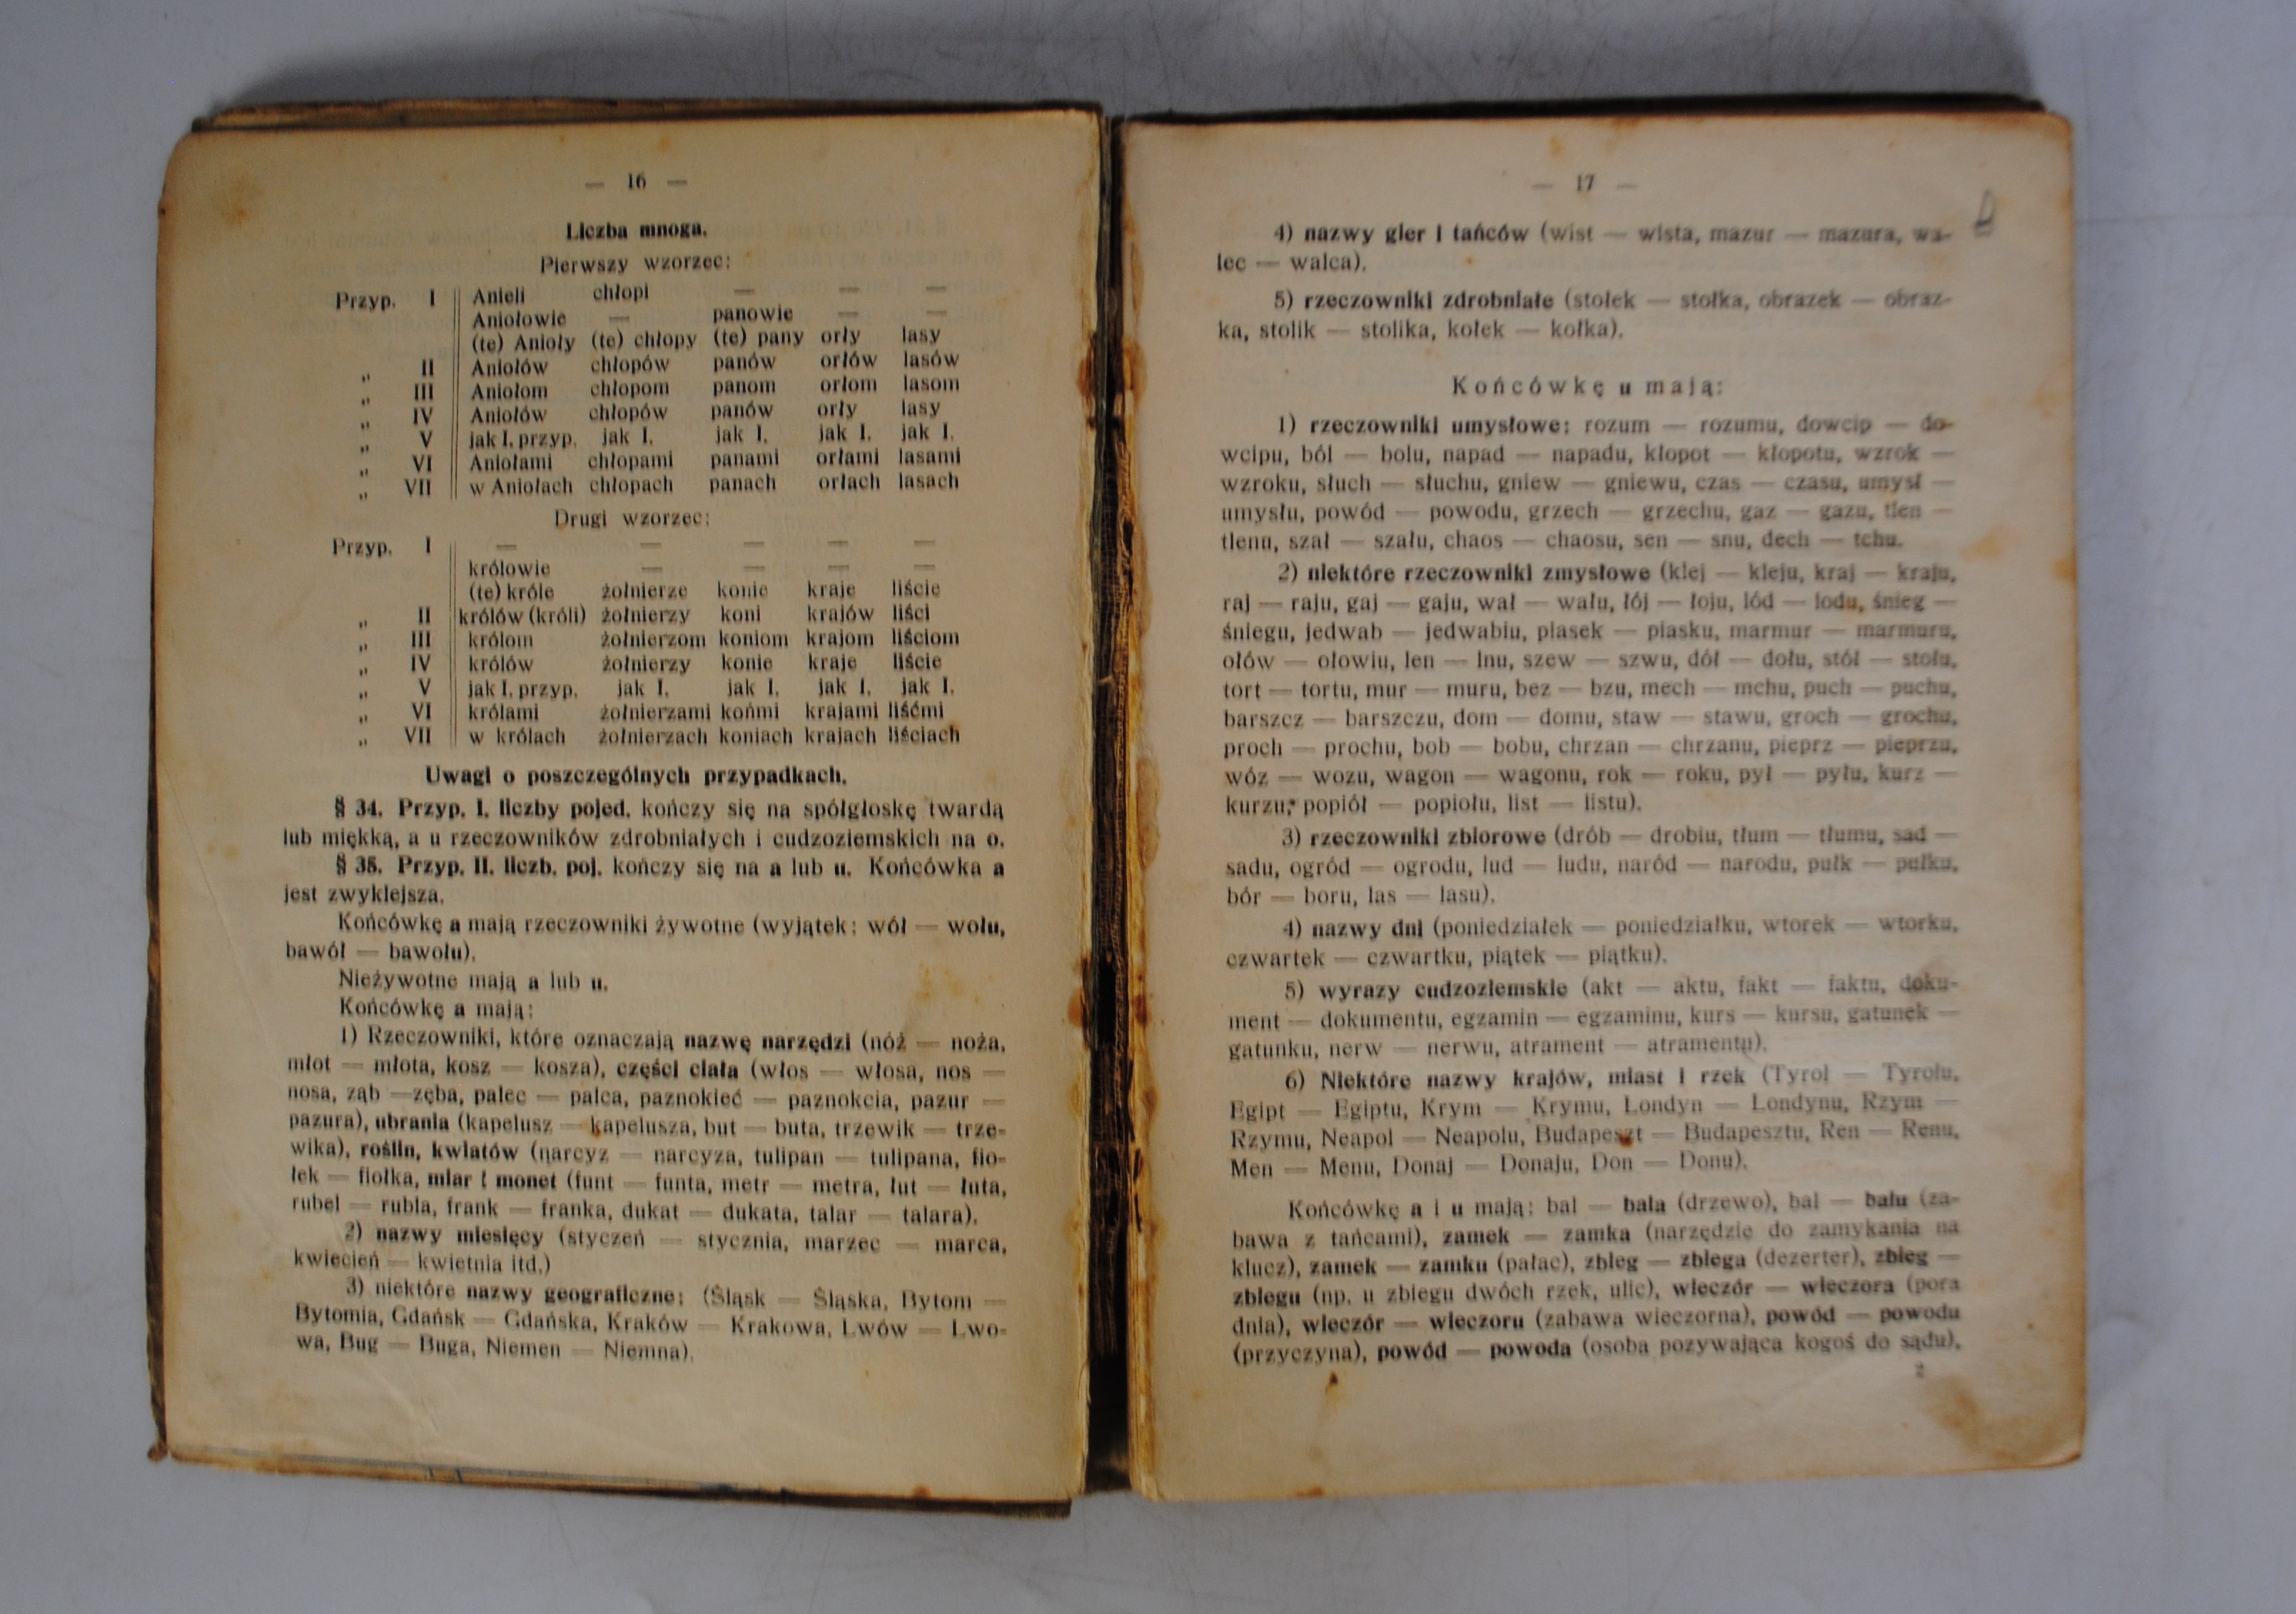 — 16 —
Liczba mnoga.
Pierwszy wzorzec:
Przyp. I Anieli chłopi — — —
Aniołowie — panowie — —
(te) Anioły (te) chłopy (te) pany orły lasy
„ II Aniołów chłopów panów orłów lasów
„ III Aniołom chłopom panom orłom lasom
„ IV Aniołów chłopów panów orły lasy
„ V jak I. przyp. jak I. jak I. jak I. jak I.
„ VI Aniołami chłopami panami orłami lasami
„ VII w Aniołach chłopach panach orłach lasach
Drugi wzorzec:
Przyp. I — — — — —
królowie — — — —
(te) króle żołnierze konie kraje liście
„ II królów (króli) żołnierzy koni krajów liści
„ III królom żołnierzom koniom krajom liściom
„ IV królów żołnierzy konie kraje liście
„ V jak I. przyp. jak I. jak I. jak I. jak I.
„ VI królami żołnierzami końmi krajami liśćmi
„ VII w królach żołnierzach koniach krajach liściach
Uwagi o poszczególnych przypadkach.
§ 34. Przyp. I. liczby pojed. kończy się na spółgłoskę twardą
lub miękką, a u rzeczowników zdrobniałych i cudzoziemskich na o.
§ 35. Przyp. II. liczb. poj. kończy się na a lub u. Końcówka a
jest zwyklejsza.
Końcówkę a mają rzeczowniki żywotne (wyjątek: wół — wołu,
bawół — bawołu).
Nieżywotne mają a lub u.
Końcówkę a mają:
1) Rzeczowniki, które oznaczają nazwę narzędzi (nóż — noża,
młot — młota, kosz — kosza), części ciała (włos — włosa, nos —
nosa, ząb —zęba, palec — palca, paznokieć — paznokcia, pazur —
pazura), ubrania (kapelusz — kapelusza, but — buta, trzewik — trze-
wika), roślin, kwiatów (narcyz — narcyza, tulipan — tulipana, fio-
łek — fiołka, miar i monet (funt — funta, metr — metra, łut — łuta,
rubel — rubla, frank — franka, dukat — dukata, talar — talara).
2) nazwy miesięcy (styczeń — stycznia, marzec — marca,
kwiecień — kwietnia itd.)
3) niektóre nazwy geograficzne: (Śląsk — Śląska, Bytom —
Bytomia, Gdańsk — Gdańska, Kraków — Krakowa, Lwów — Lwo-
wa, Bug — Buga, Niemen — Niemna).
— 17 —
4) nazwy gier i tańców (wist — wista, mazur — mazura, wa-
lec — walca).
5) rzeczowniki zdrobniałe (stołek — stołka, obrazek — obraz-
ka, stolik — stolika, kołek — kołka).
Końcówkę u mają:
1) rzeczowniki umysłowe: rozum — rozumu, dowcip — do-
wcipu, ból — bolu, napad — napadu, kłopot — kłopotu, wzrok —
wzroku, słuch — słuchu, gniew — gniewu, czas — czasu, umysł —
umysłu, powód — powodu, grzech — grzechu, gaz — gazu, tlen —
tlenu, szał — szału, chaos — chaosu, sen — snu, dech — tchu.
2) niektóre rzeczowniki zmysłowe (klej — kleju, kraj — kraju,
raj — raju, gaj — gaju, wał — wału, łój — łoju, lód — lodu, śnieg —
śniegu, jedwab — jedwabiu, piasek — piasku, marmur — marmuru,
ołów — ołowiu, len — lnu, szew — szwu, dół — dołu, stół — stołu,
tort — tortu, mur — muru, bez — bzu, mech — mchu, puch — puchu,
barszcz — barszczu, dom — domu, staw — stawu, groch — grochu,
proch — prochu, bob — bobu, chrzan — chrzanu, pieprz — pieprzu,
wóz — wozu, wagon — wagonu, rok — roku, pył — pyłu, kurz —
kurzu, popiół — popiołu, list — listu).
3) rzeczowniki zbiorowe (drób — drobiu, tłum — tłumu, sad —
sadu, ogród — ogrodu, lud — ludu, naród — narodu, pułk — pułku,
bór — boru, las — lasu).
4) nazwy dni (poniedziałek — poniedziałku, wtorek — wtorku,
czwartek — czwartku, piątek — piątku).
5) wyrazy cudzoziemskie (akt — aktu, fakt — faktu, doku-
ment — dokumentu, egzamin — egzaminu, kurs — kursu, gatunek —
gatunku, nerw — nerwu, atrament — atramentu).
6) Niektóre nazwy krajów, miast i rzek (Tyrol — Tyrolu,
Egipt — Egiptu, Krym — Krymu, Londyn — Londynu, Rzym —
Rzymu, Neapol — Neapolu, Budapeszt — Budapesztu, Ren — Renu,
Men — Menu, Donaj — Donaju, Don — Donu).
Końcówkę a i u mają: bal — bala (drzewo), bal — balu (za-
bawa z tańcami), zamek — zamka (narzędzie do zamykania na
klucz), zamek — zamku (pałac), zbieg — zbiega (dezerter), zbieg —
zbiegu (np. u zbiegu dwóch rzek, ulic), wieczór — wieczora (pora
dnia), wieczór — wieczoru (zabawa wieczorna), powód — powodu
(przyczyna), powód — powoda (osoba pozywająca kogoś do sądu).
2